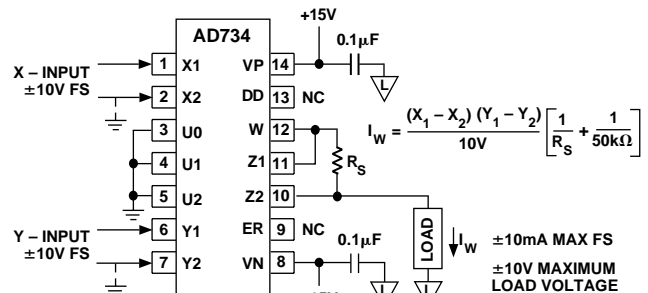 +15V
AD734
0.1μF
X – INPUT
±10V FS
1 X1
VP 14
L
2 X2
DD 13 NC
3 U0
W 12
I_W = (X_1 – X_2) (Y_1 – Y_2) / 10V [1/R_S + 1/50kΩ]
4 U1
Z1 11
R_S
5 U2
Z2 10
Y – INPUT
±10V FS
6 Y1
ER 9 NC
0.1μF
LOAD
I_W
±10mA MAX FS
7 Y2
VN 8
L
L
±10V MAXIMUM
LOAD VOLTAGE